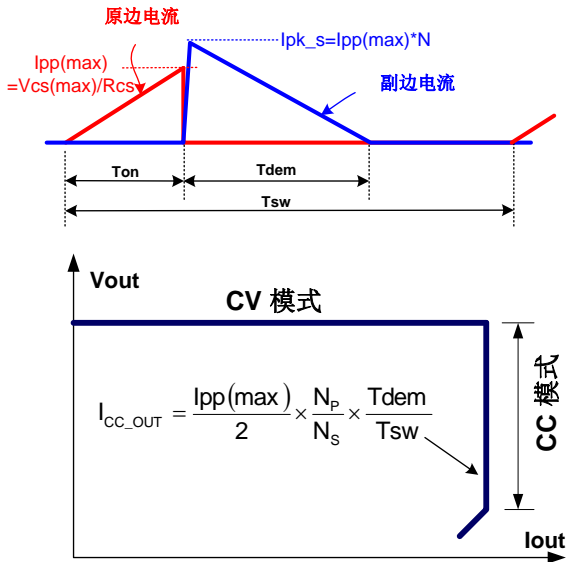 原边电流
Ipk_s=Ipp(max)*N
Ipp(max)
=Vcs(max)/Rcs
副边电流
Ton
Tdem
Tsw
Vout
CV 模式
I_CC_OUT = Ipp(max)/2 × N_P/N_S × Tdem/Tsw
CC 模式
Iout